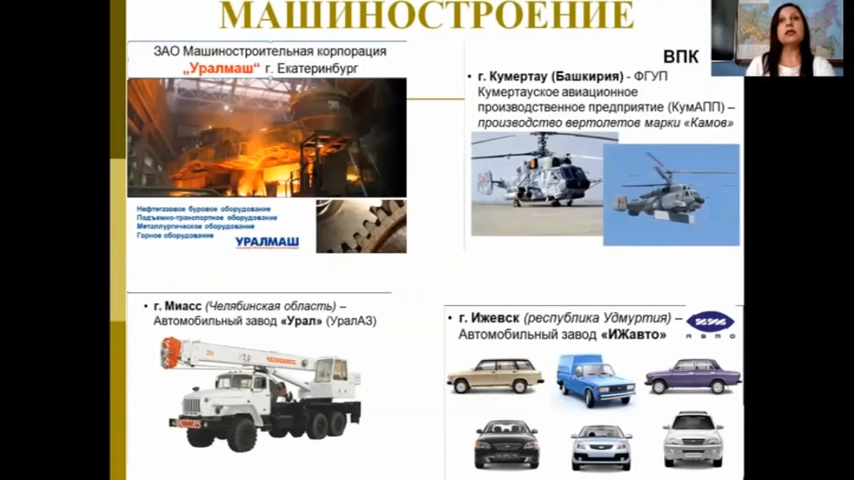 МАШИНОСТРОЕНИЕ
ЗАО Машиностроительная корпорация
„Уралмаш“ г. Екатеринбург
Нефтегазовое буровое оборудование
Подъемно-транспортное оборудование
Металлургическое оборудование
Горное оборудование
УРАЛМАШ
ВПК
• г. Кумертау (Башкирия) - ФГУП
Кумертауское авиационное
производственное предприятие (КумАПП) –
производство вертолетов марки «Камов»
• г. Миасс (Челябинская область) –
Автомобильный завод «Урал» (УралАЗ)
• г. Ижевск (республика Удмуртия) –
Автомобильный завод «ИЖавто»
АВТО